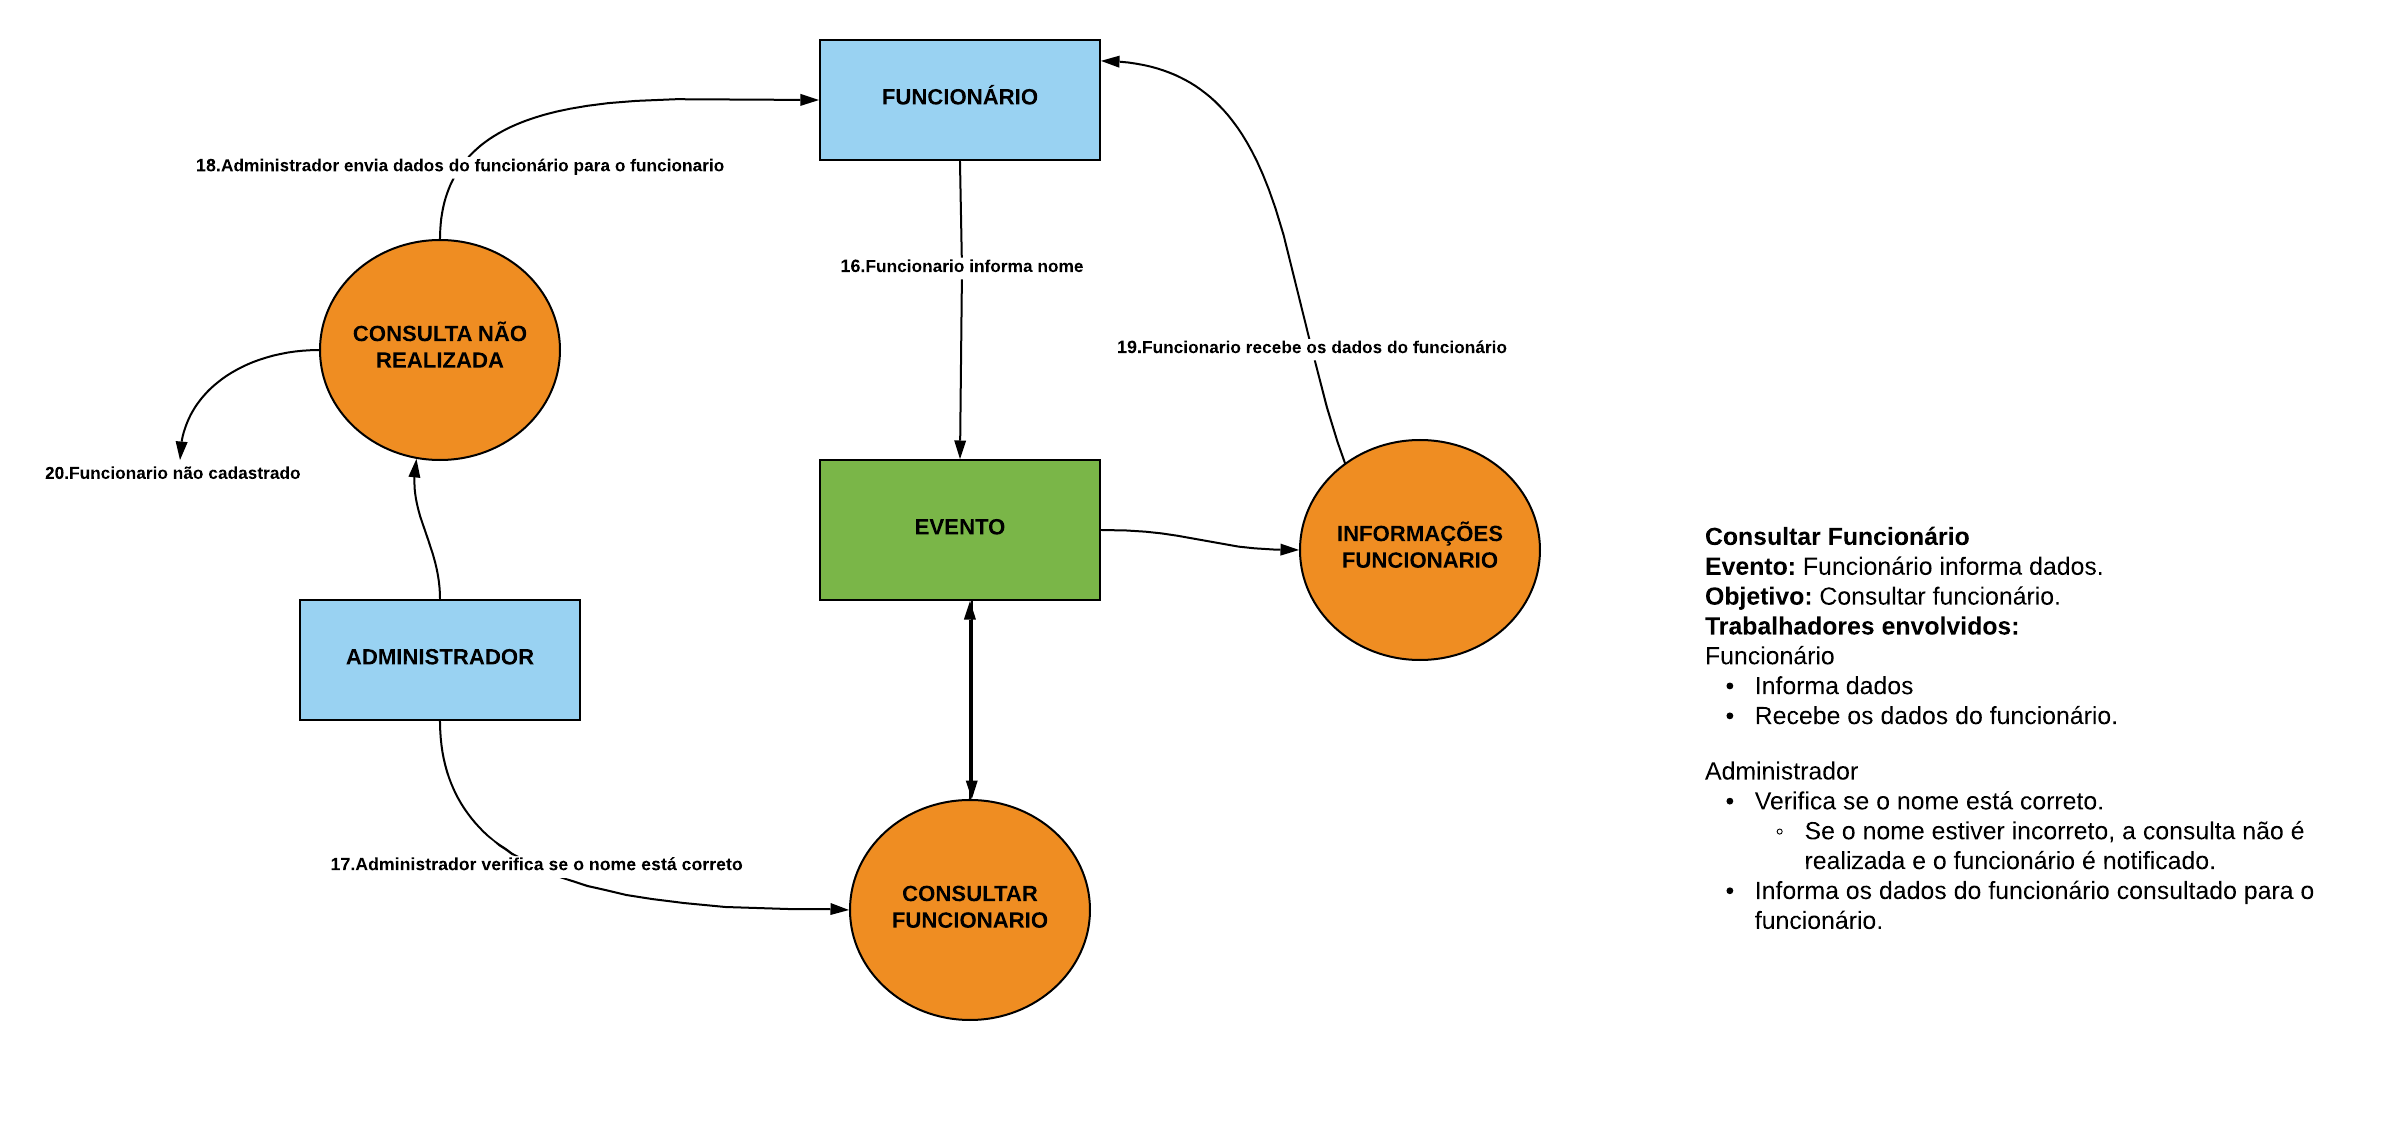 FUNCIONÁRIO
18.Administrador envia dados do funcionário para o funcionario
16.Funcionario informa nome
CONSULTA NÃO
REALIZADA
19.Funcionario recebe os dados do funcionário
20.Funcionario não cadastrado
EVENTO
INFORMAÇÕES
FUNCIONARIO
ADMINISTRADOR
17.Administrador verifica se o nome está correto
CONSULTAR
FUNCIONARIO
Consultar Funcionário
Evento: Funcionário informa dados.
Objetivo: Consultar funcionário.
Trabalhadores envolvidos:
Funcionário
• Informa dados
• Recebe os dados do funcionário.
Administrador
• Verifica se o nome está correto.
◦ Se o nome estiver incorreto, a consulta não é
realizada e o funcionário é notificado.
• Informa os dados do funcionário consultado para o
funcionário.